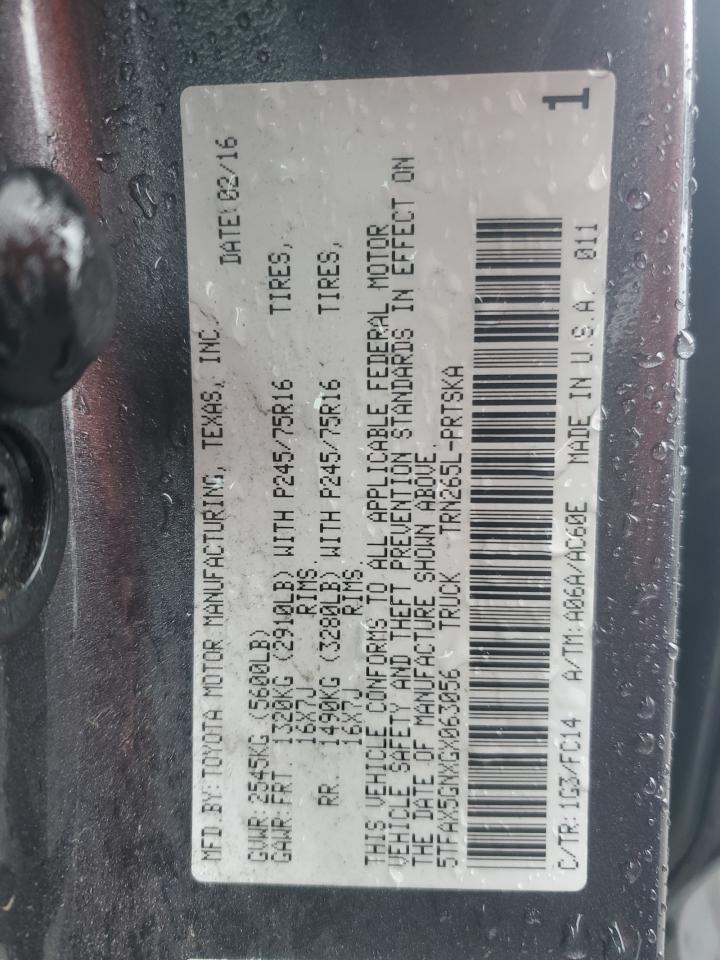 MFD.BY:TOYOTA MOTOR MANUFACTURING, TEXAS, INC.
DATE:02/16
GVWR:2545KG (5600LB)
GAWR:FRT. 1320KG (2910LB) WITH P245/75R16 TIRES,
16X7J RIMS.
RR. 1490KG (3280LB) WITH P245/75R16 TIRES,
16X7J RIMS.
THIS VEHICLE CONFORMS TO ALL APPLICABLE FEDERAL MOTOR
VEHICLE SAFETY AND THEFT PREVENTION STANDARDS IN EFFECT ON
THE DATE OF MANUFACTURE SHOWN ABOVE.
5TFAX5GNXGX063056 TRUCK TRN265L-PRTSKA
C/TR:1G3/FC14 A/TM:A06A/AC60E MADE IN U.S.A. 011
1